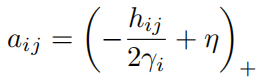 $a_{ij} = \left( -\frac{h_{ij}}{2\gamma_i} + \eta \right)_+$